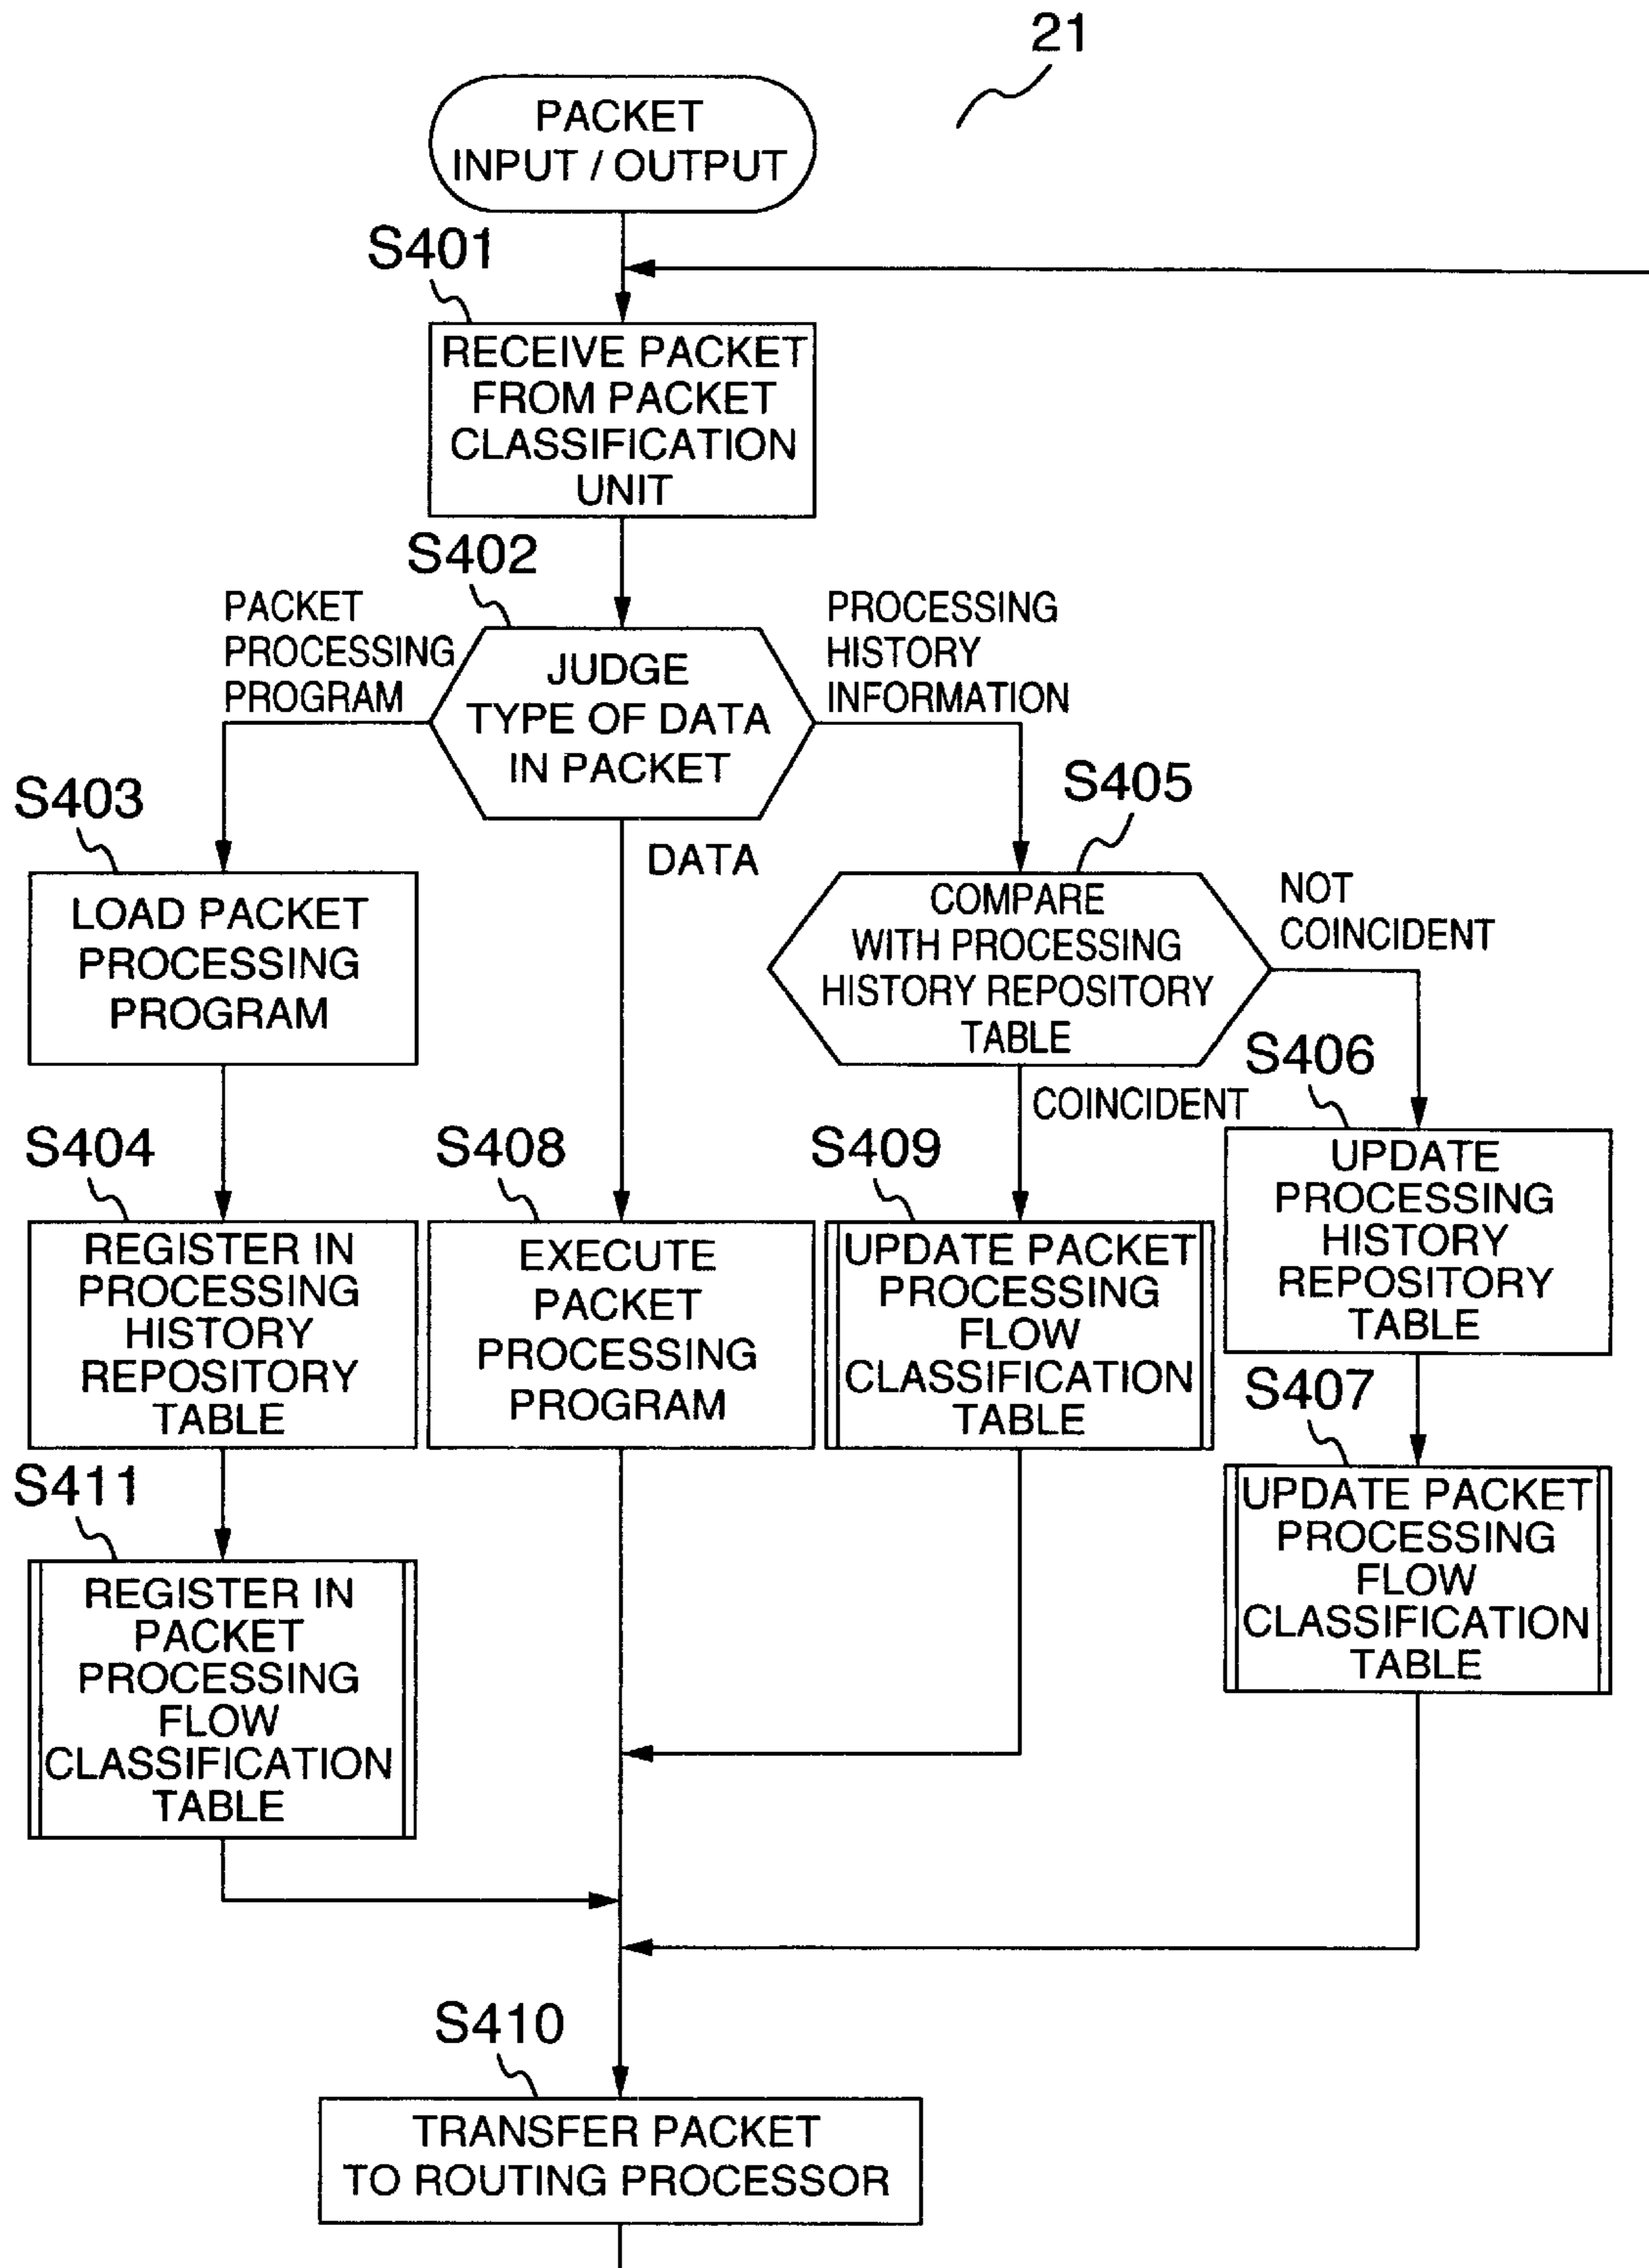 21
PACKET
INPUT / OUTPUT
S401
RECEIVE PACKET
FROM PACKET
CLASSIFICATION
UNIT
S402
PACKET
PROCESSING
PROGRAM
JUDGE
TYPE OF DATA
IN PACKET
PROCESSING
HISTORY
INFORMATION
S403
LOAD PACKET
PROCESSING
PROGRAM
DATA
S405
COMPARE
WITH PROCESSING
HISTORY REPOSITORY
TABLE
NOT
COINCIDENT
COINCIDENT
S406
UPDATE
PROCESSING
HISTORY
REPOSITORY
TABLE
S404
REGISTER IN
PROCESSING
HISTORY
REPOSITORY
TABLE
S408
EXECUTE
PACKET
PROCESSING
PROGRAM
S409
UPDATE PACKET
PROCESSING
FLOW
CLASSIFICATION
TABLE
S407
UPDATE PACKET
PROCESSING
FLOW
CLASSIFICATION
TABLE
S411
REGISTER IN
PACKET
PROCESSING
FLOW
CLASSIFICATION
TABLE
S410
TRANSFER PACKET
TO ROUTING PROCESSOR